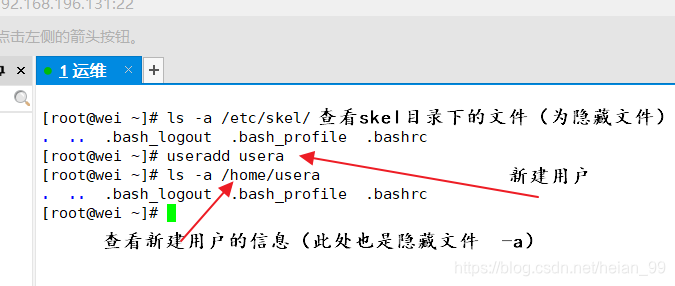 92.168.196.131:22
点击左侧的箭头按钮。
1 运维
[root@wei ~]# ls -a /etc/skel/ 查看skel目录下的文件（为隐藏文件）
.  ..  .bash_logout  .bash_profile  .bashrc
[root@wei ~]# useradd usera
[root@wei ~]# ls -a /home/usera 新建用户
.  ..  .bash_logout  .bash_profile  .bashrc
[root@wei ~]#
查看新建用户的信息（此处也是隐藏文件  -a）
https://blog.csdn.net/heian_99